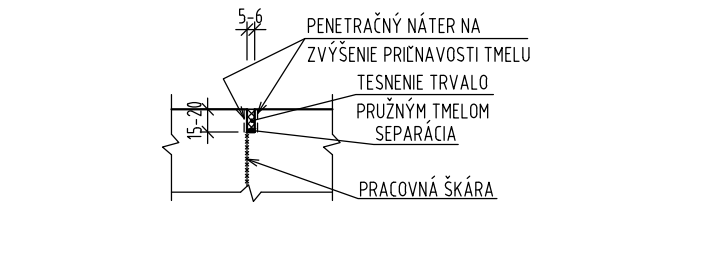 5-6
PENETRAČNÝ NÁTER NA
ZVÝŠENIE PRIĽNAVOSTI TMELU
TESNENIE TRVALO
PRUŽNÝM TMELOM
SEPARÁCIA
15-20
PRACOVNÁ ŠKÁRA